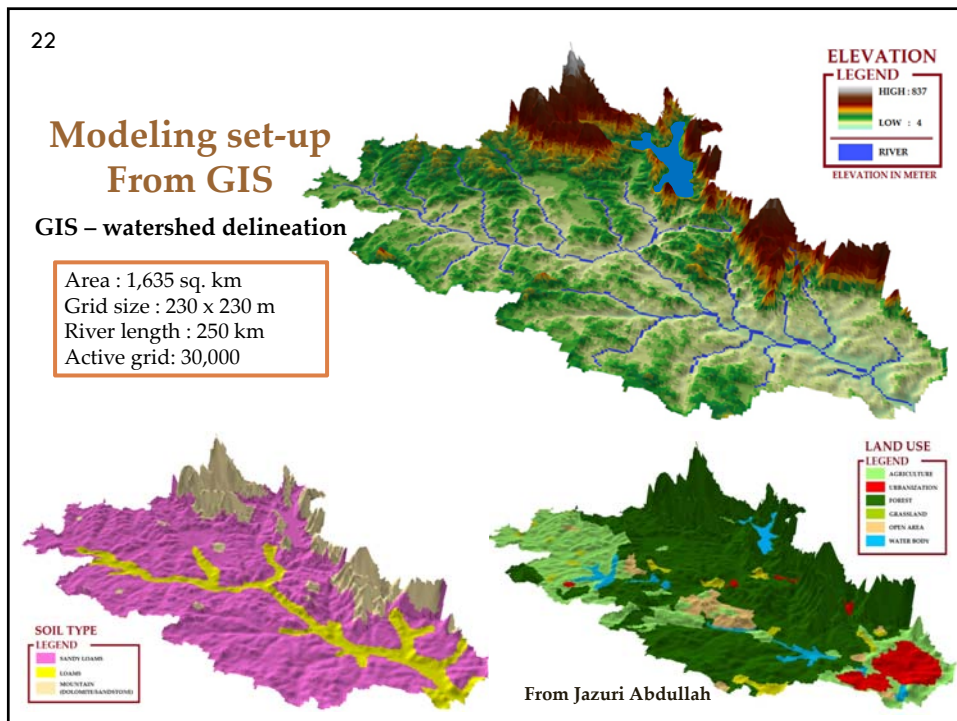 22
Modeling set-up
From GIS
GIS – watershed delineation
Area : 1,635 sq. km
Grid size : 230 x 230 m
River length : 250 km
Active grid: 30,000
ELEVATION
LEGEND
HIGH : 837
LOW : 4
RIVER
ELEVATION IN METER
SOIL TYPE
LEGEND
SANDY LOAMS
LOAMS
MOUNTAIN
(DOLOMITE/SANDSTONE)
LAND USE
LEGEND
AGRICULTURE
URBANIZATION
FOREST
GRASSLAND
OPEN AREA
WATER BODY
From Jazuri Abdullah